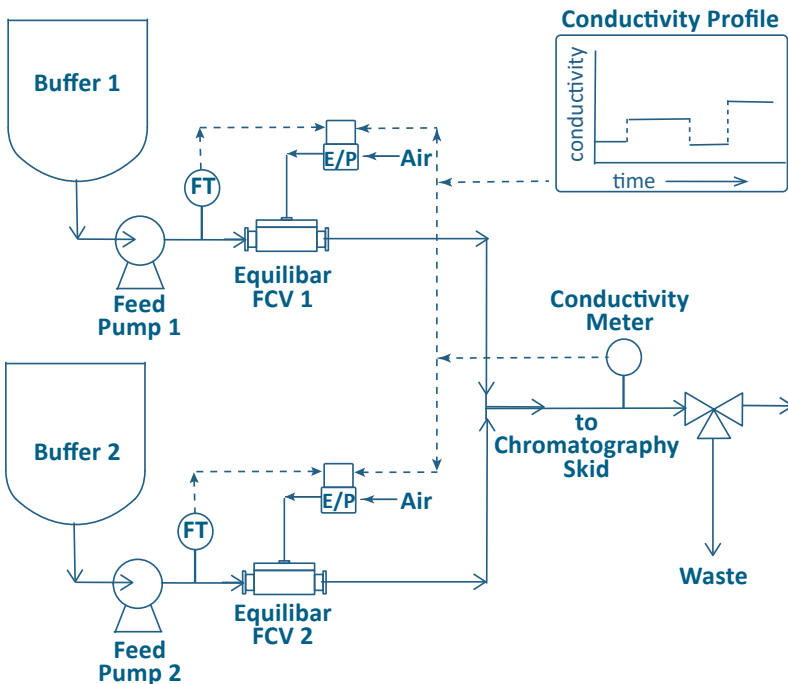 Conductivity Profile
conductivity
time
Buffer 1
E/P
Air
FT
Equilibar
FCV 1
Feed
Pump 1
Conductivity
Meter
Buffer 2
to
Chromatography
Skid
E/P
Air
FT
Equilibar
FCV 2
Waste
Feed
Pump 2